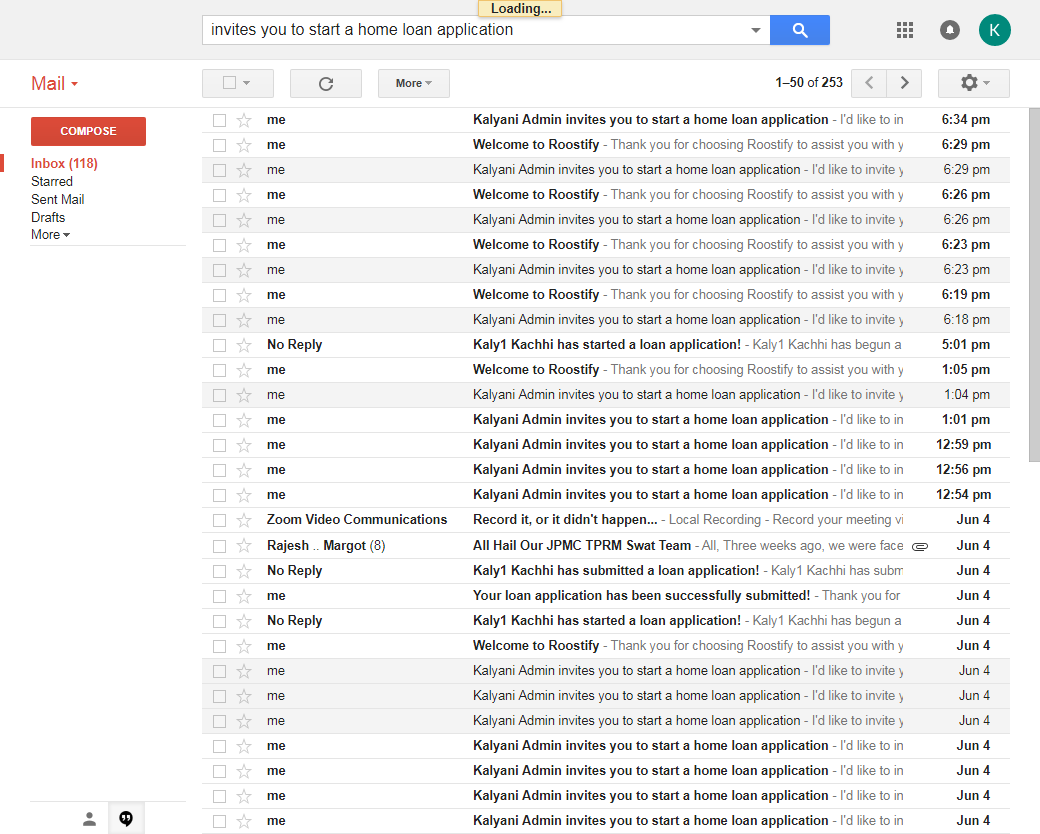 Loading...
invites you to start a home loan application
K
Mail
More
1–50 of 253
COMPOSE
Inbox (118)
Starred
Sent Mail
Drafts
More
me Kalyani Admin invites you to start a home loan application - I'd like to in 6:34 pm
me Welcome to Roostify - Thank you for choosing Roostify to assist you with y 6:29 pm
me Kalyani Admin invites you to start a home loan application - I'd like to invite y 6:29 pm
me Welcome to Roostify - Thank you for choosing Roostify to assist you with y 6:26 pm
me Kalyani Admin invites you to start a home loan application - I'd like to invite y 6:26 pm
me Welcome to Roostify - Thank you for choosing Roostify to assist you with y 6:23 pm
me Kalyani Admin invites you to start a home loan application - I'd like to invite y 6:23 pm
me Welcome to Roostify - Thank you for choosing Roostify to assist you with y 6:19 pm
me Kalyani Admin invites you to start a home loan application - I'd like to invite y 6:18 pm
No Reply Kaly1 Kachhi has started a loan application! - Kaly1 Kachhi has begun a 5:01 pm
me Welcome to Roostify - Thank you for choosing Roostify to assist you with y 1:05 pm
me Kalyani Admin invites you to start a home loan application - I'd like to invite y 1:04 pm
me Kalyani Admin invites you to start a home loan application - I'd like to in 1:01 pm
me Kalyani Admin invites you to start a home loan application - I'd like to in 12:59 pm
me Kalyani Admin invites you to start a home loan application - I'd like to in 12:56 pm
me Kalyani Admin invites you to start a home loan application - I'd like to in 12:54 pm
Zoom Video Communications Record it, or it didn't happen... - Local Recording - Record your meeting vi Jun 4
Rajesh .. Margot (8) All Hail Our JPMC TPRM Swat Team - All, Three weeks ago, we were face Jun 4
No Reply Kaly1 Kachhi has submitted a loan application! - Kaly1 Kachhi has subm Jun 4
me Your loan application has been successfully submitted! - Thank you for Jun 4
No Reply Kaly1 Kachhi has started a loan application! - Kaly1 Kachhi has begun a Jun 4
me Welcome to Roostify - Thank you for choosing Roostify to assist you with y Jun 4
me Kalyani Admin invites you to start a home loan application - I'd like to invite y Jun 4
me Kalyani Admin invites you to start a home loan application - I'd like to invite y Jun 4
me Kalyani Admin invites you to start a home loan application - I'd like to invite y Jun 4
me Kalyani Admin invites you to start a home loan application - I'd like to in Jun 4
me Kalyani Admin invites you to start a home loan application - I'd like to in Jun 4
me Kalyani Admin invites you to start a home loan application - I'd like to in Jun 4
me Kalyani Admin invites you to start a home loan application - I'd like to in Jun 4